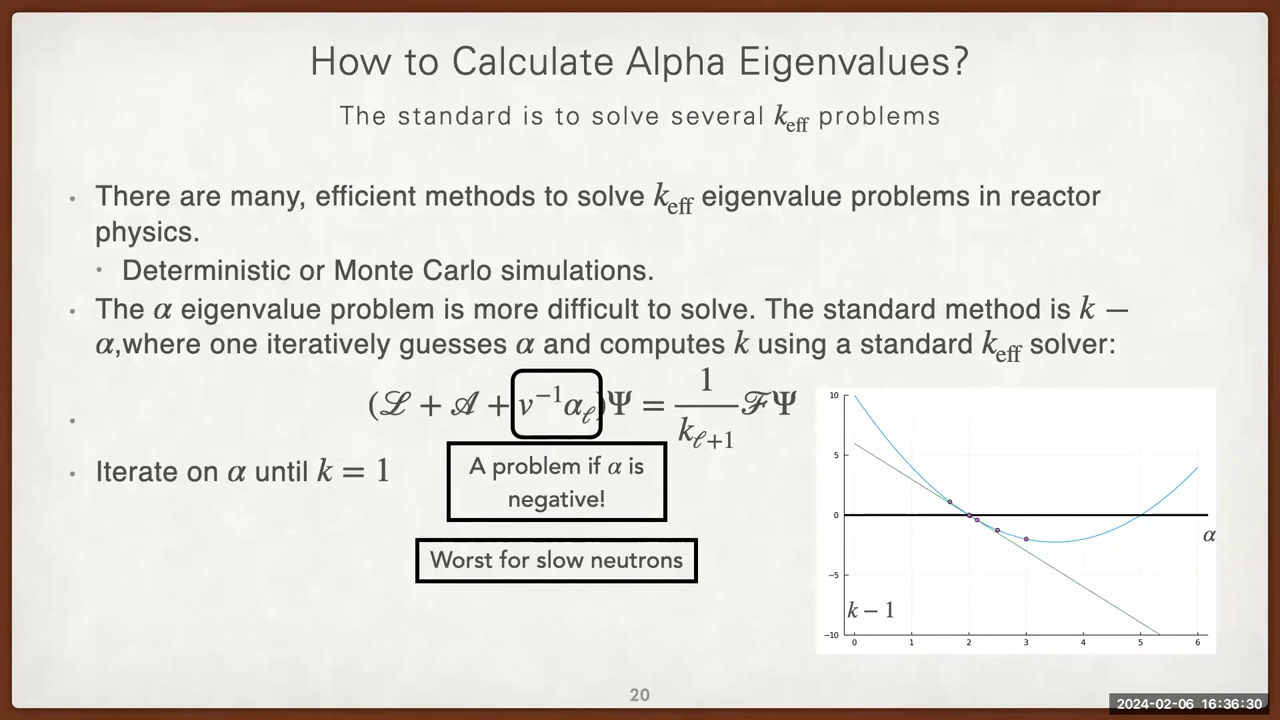 How to Calculate Alpha Eigenvalues?
The standard is to solve several k_eff problems
• There are many, efficient methods to solve k_eff eigenvalue problems in reactor
physics.
• Deterministic or Monte Carlo simulations.
• The α eigenvalue problem is more difficult to solve. The standard method is k −
α,where one iteratively guesses α and computes k using a standard k_eff solver:
• (ℒ + 𝒜 + v⁻¹α_ℓ)Ψ = 1/k_{ℓ+1} ℱΨ
• Iterate on α until k = 1
A problem if α is
negative!
Worst for slow neutrons
10
5
0
−5
−10
0 1 2 3 4 5 6
α
k − 1
20
2024-02-06 16:36:30